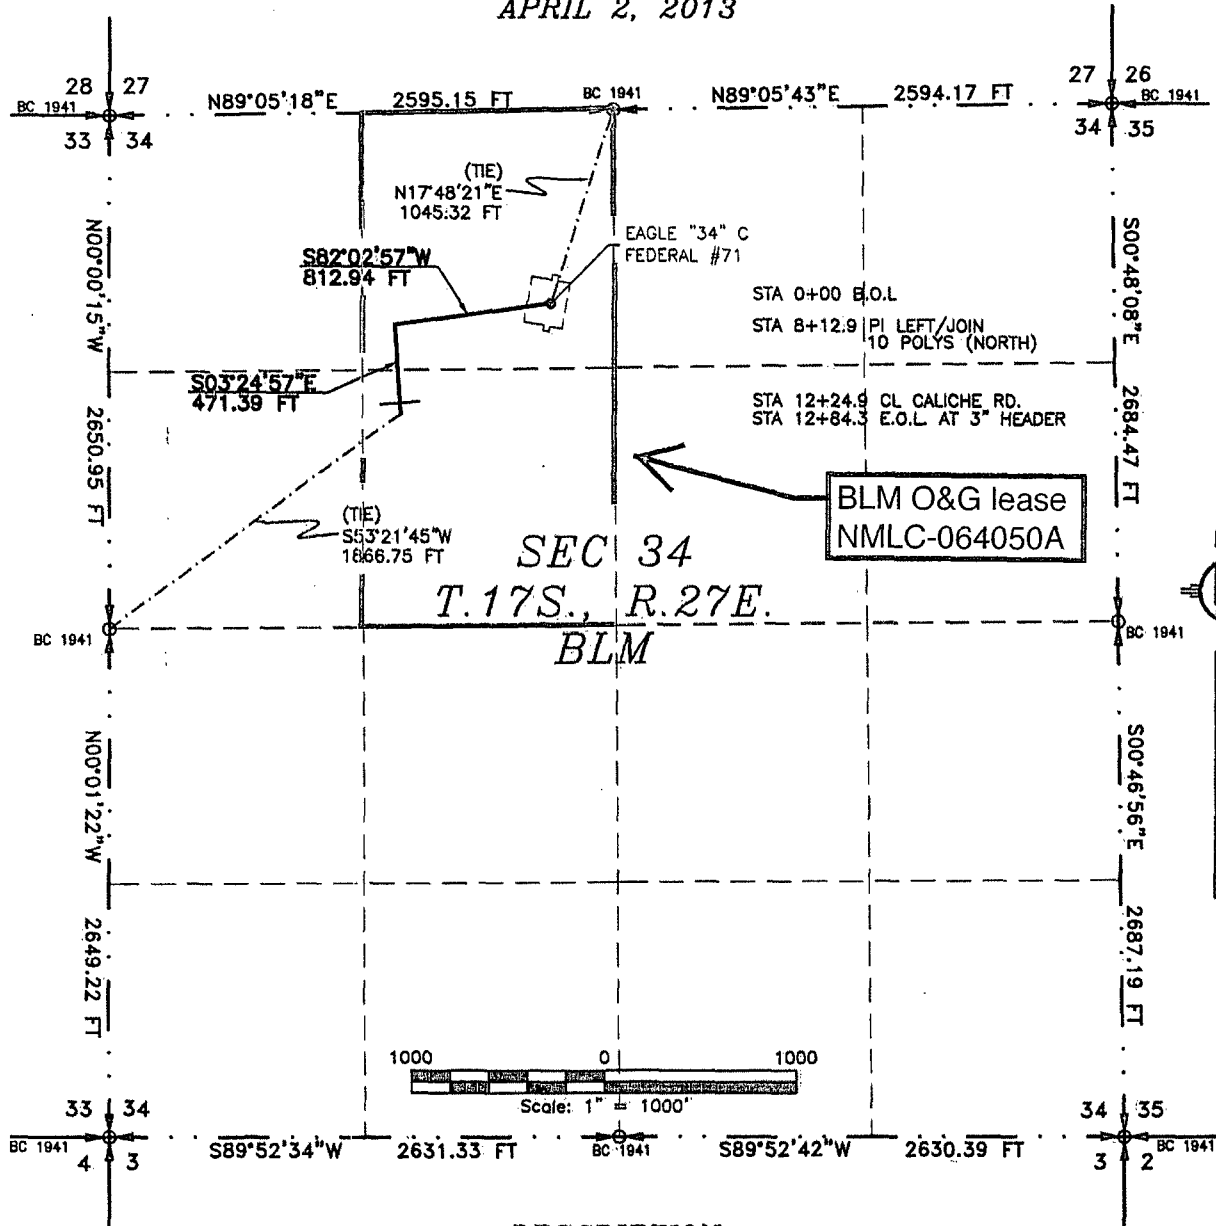 APRIL 2, 2013
28 27
27 26
BC 1941
N89°05'18"E 2595.15 FT
BC 1941
N89°05'43"E 2594.17 FT
BC 1941
33 34
34 35
(TIE)
N17°48'21"E
1045.32 FT
EAGLE "34" C
FEDERAL #71
S82°02'57"W
812.94 FT
N00°00'15"W 2650.95 FT
S00°48'08"E 2684.47 FT
STA 0+00 B.O.L
STA 8+12.9 PI LEFT/JOIN
10 POLYS (NORTH)
S03°24'57"E
471.39 FT
STA 12+24.9 CL CALICHE RD.
STA 12+84.3 E.O.L. AT 3" HEADER
BLM O&G lease
NMLC-064050A
(TIE)
S53°21'45"W
1866.75 FT
SEC 34
T.17S., R.27E.
BLM
BC 1941
BC 1941
N00°01'22"W 2649.22 FT
S00°46'56"E 2687.19 FT
1000 0 1000
Scale: 1" = 1000'
33 34
34 35
BC 1941
S89°52'34"W 2631.33 FT
BC 1941
S89°52'42"W 2630.39 FT
BC 1941
4 3
3 2